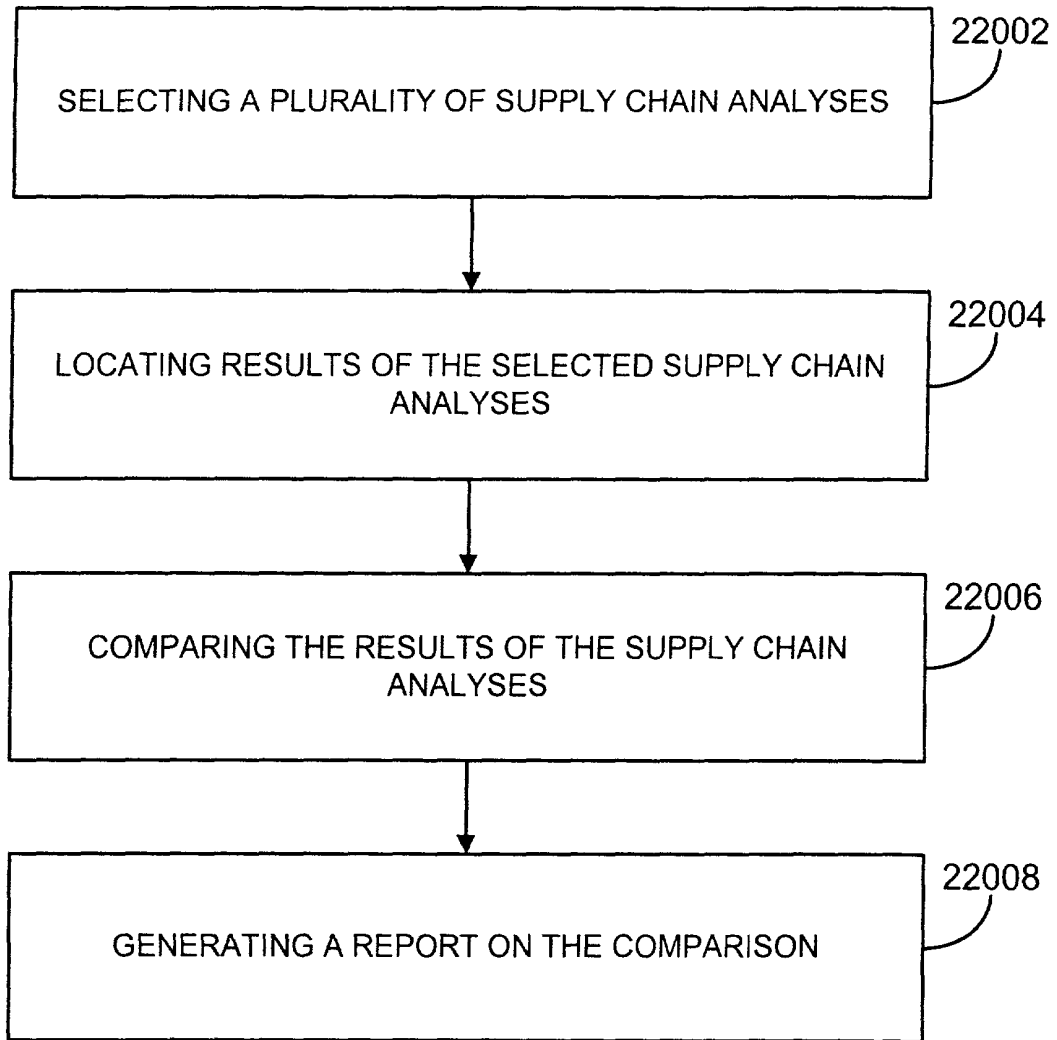 22002
SELECTING A PLURALITY OF SUPPLY CHAIN ANALYSES
22004
LOCATING RESULTS OF THE SELECTED SUPPLY CHAIN
ANALYSES
22006
COMPARING THE RESULTS OF THE SUPPLY CHAIN
ANALYSES
22008
GENERATING A REPORT ON THE COMPARISON